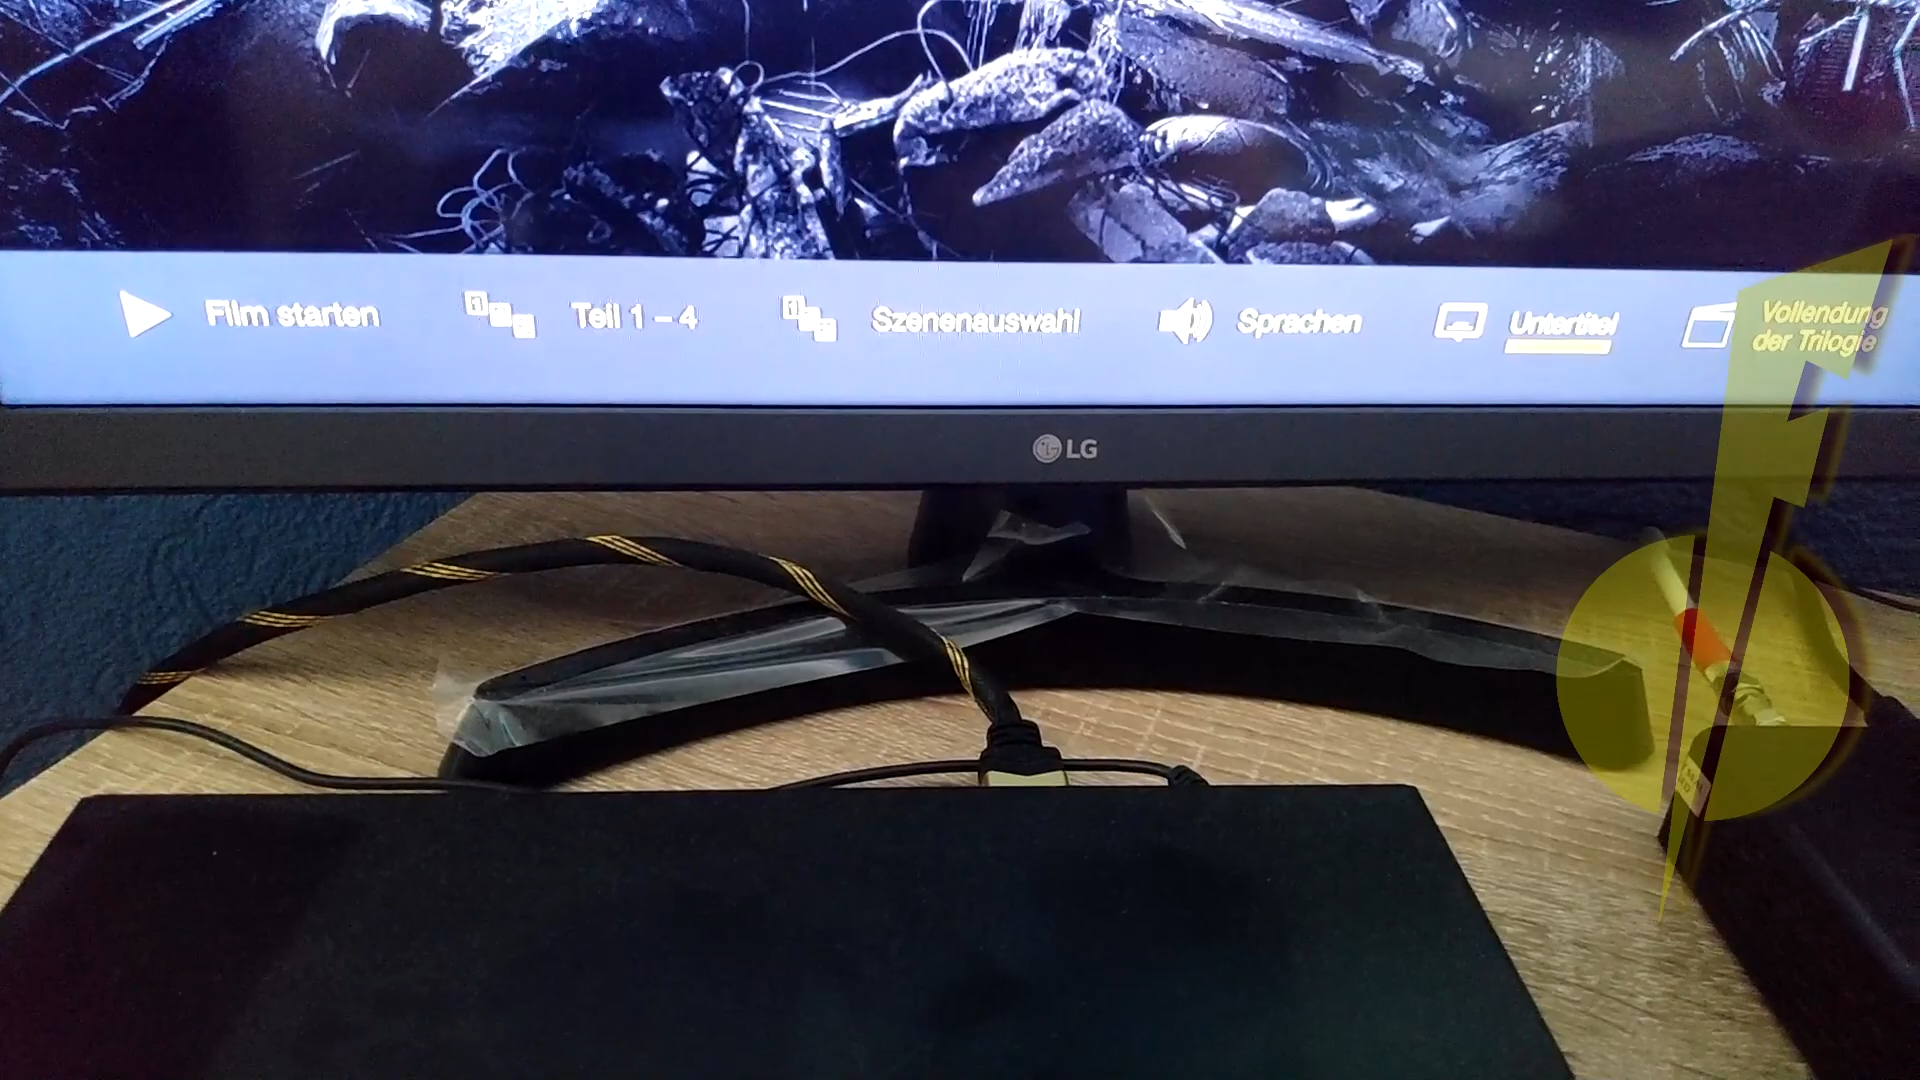 Film starten
Teil 1 – 4
Szenenauswahl
Sprachen
Untertitel
Vollendung
der Trilogie
LG